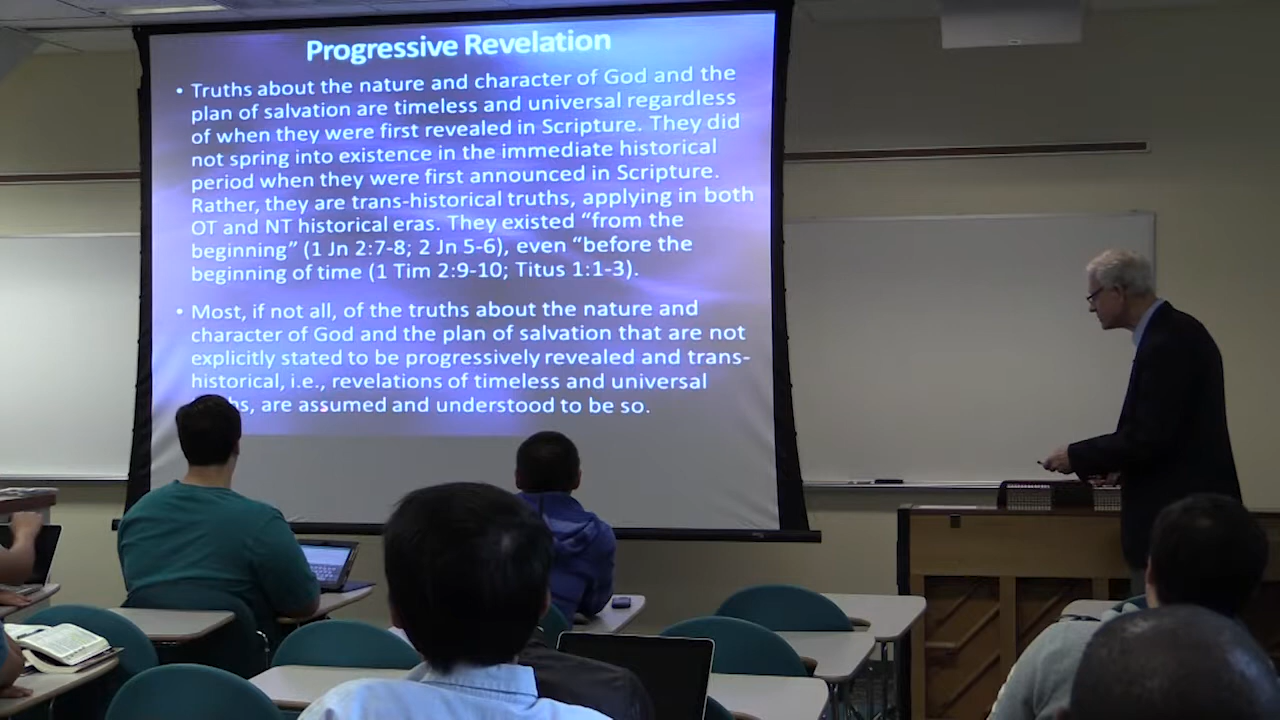 Progressive Revelation
• Truths about the nature and character of God and the
plan of salvation are timeless and universal regardless
of when they were first revealed in Scripture. They did
not spring into existence in the immediate historical
period when they were first announced in Scripture.
Rather, they are trans-historical truths, applying in both
OT and NT historical eras. They existed “from the
beginning” (1 Jn 2:7-8; 2 Jn 5-6), even “before the
beginning of time (1 Tim 2:9-10; Titus 1:1-3).
• Most, if not all, of the truths about the nature and
character of God and the plan of salvation that are not
explicitly stated to be progressively revealed and trans-
historical, i.e., revelations of timeless and universal
hs, are assumed and understood to be so.